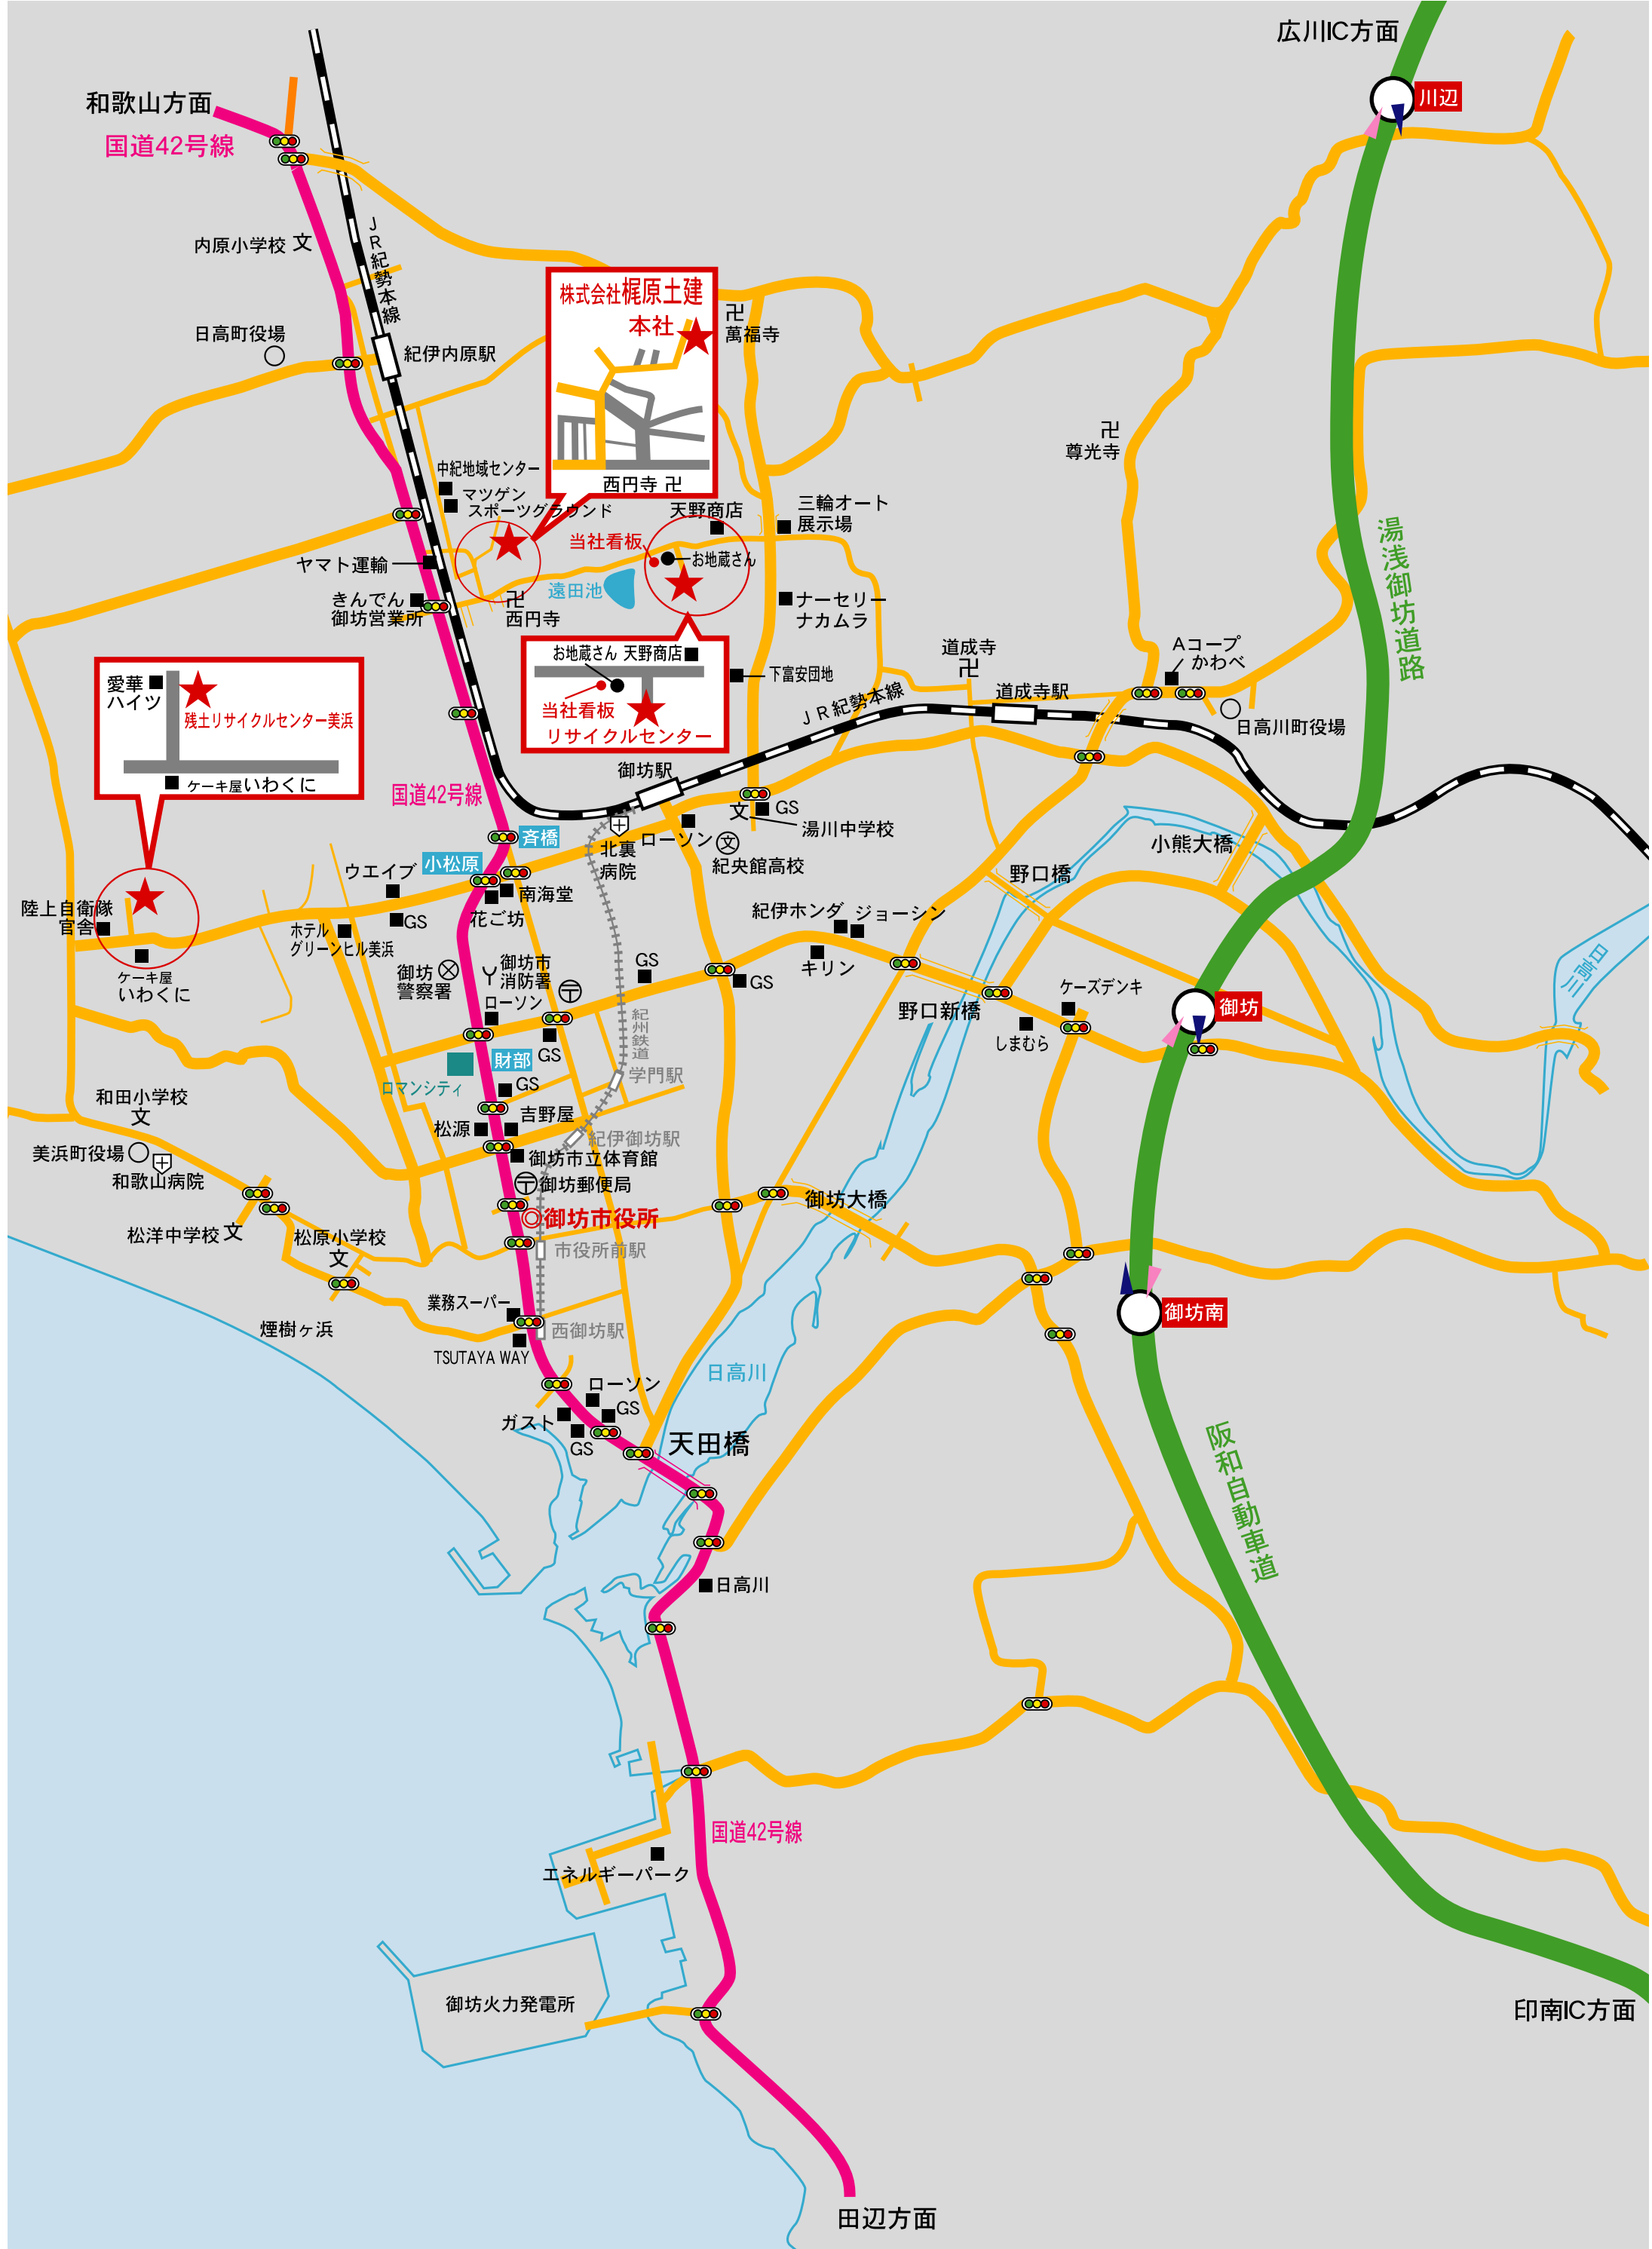 広川IC方面
川辺
和歌山方面
国道42号線
内原小学校 文
JR紀勢本線
日高町役場
紀伊内原駅
株式会社梶原土建
本社
西円寺 卍
卍
萬福寺
卍
尊光寺
中紀地域センター
マツゲン
スポーツグラウンド
天野商店
三輪オート
展示場
当社看板
お地蔵さん
湯浅御坊道路
ヤマト運輸
遠田池
きんでん
御坊営業所
卍
西円寺
ナーセリー
ナカムラ
お地蔵さん 天野商店
当社看板
リサイクルセンター
下富安団地
道成寺
卍
Aコープ
かわべ
道成寺駅
日高川町役場
JR紀勢本線
愛華
ハイツ
残土リサイクルセンター美浜
ケーキ屋いわくに
国道42号線
御坊駅
文
GS
湯川中学校
斉橋
小松原
北裏
病院
ローソン
文
紀央館高校
小熊大橋
野口橋
ウエイブ
南海堂
花ご坊
GS
陸上自衛隊
官舎
ホテル
グリーンヒル美浜
紀伊ホンダ
ジョーシン
キリン
ケーキ屋
いわくに
御坊
警察署
御坊市
消防署
ローソン
〒
GS
GS
日高川
ケーズデンキ
野口新橋
しまむら
御坊
紀州鉄道
GS
財部
ロマンシティ
GS
学門駅
吉野屋
松源
紀伊御坊駅
御坊市立体育館
和田小学校
文
美浜町役場
和歌山病院
〒
御坊郵便局
御坊大橋
御坊市役所
松洋中学校 文
松原小学校
文
市役所前駅
業務スーパー
西御坊駅
TSUTAYA WAY
煙樹ヶ浜
御坊南
日高川
ローソン
GS
ガスト
GS
天田橋
阪和自動車道
日高川
国道42号線
エネルギーパーク
御坊火力発電所
印南IC方面
田辺方面